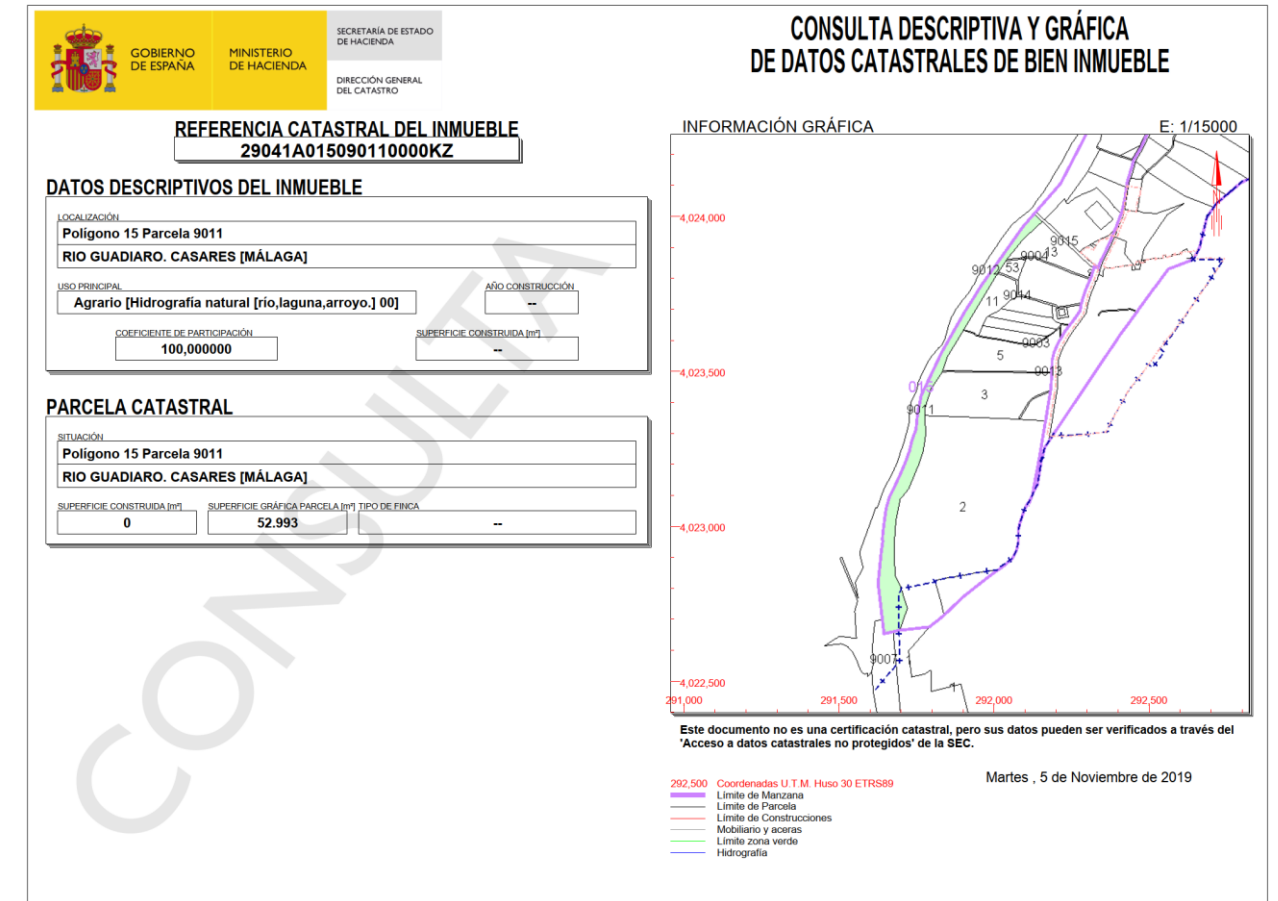 GOBIERNO
DE ESPAÑA
MINISTERIO
DE HACIENDA
SECRETARÍA DE ESTADO
DE HACIENDA
DIRECCIÓN GENERAL
DEL CATASTRO
CONSULTA DESCRIPTIVA Y GRÁFICA
DE DATOS CATASTRALES DE BIEN INMUEBLE
REFERENCIA CATASTRAL DEL INMUEBLE
29041A015090110000KZ
DATOS DESCRIPTIVOS DEL INMUEBLE
LOCALIZACIÓN
Polígono 15 Parcela 9011
RIO GUADIARO. CASARES [MÁLAGA]
USO PRINCIPAL
Agrario [Hidrografía natural [río,laguna,arroyo.] 00]
AÑO CONSTRUCCIÓN
--
COEFICIENTE DE PARTICIPACIÓN
100,000000
SUPERFICIE CONSTRUIDA [m²]
--
PARCELA CATASTRAL
SITUACIÓN
Polígono 15 Parcela 9011
RIO GUADIARO. CASARES [MÁLAGA]
SUPERFICIE CONSTRUIDA [m²]
0
SUPERFICIE GRÁFICA PARCELA [m²]
52.993
TIPO DE FINCA
--
CONSULTA
INFORMACIÓN GRÁFICA E: 1/15000
4,024,000
9015
13
9004
9012
53
11
9014
9003
5
4,023,500
9013
3
015
9011
2
4,023,000
9007
1
4,022,500
291,000 291,500 292,000 292,500
Este documento no es una certificación catastral, pero sus datos pueden ser verificados a través del
'Acceso a datos catastrales no protegidos' de la SEC.
Martes , 5 de Noviembre de 2019
292,500 Coordenadas U.T.M. Huso 30 ETRS89
Límite de Manzana
Límite de Parcela
Límite de Construcciones
Mobiliario y aceras
Límite zona verde
Hidrografía